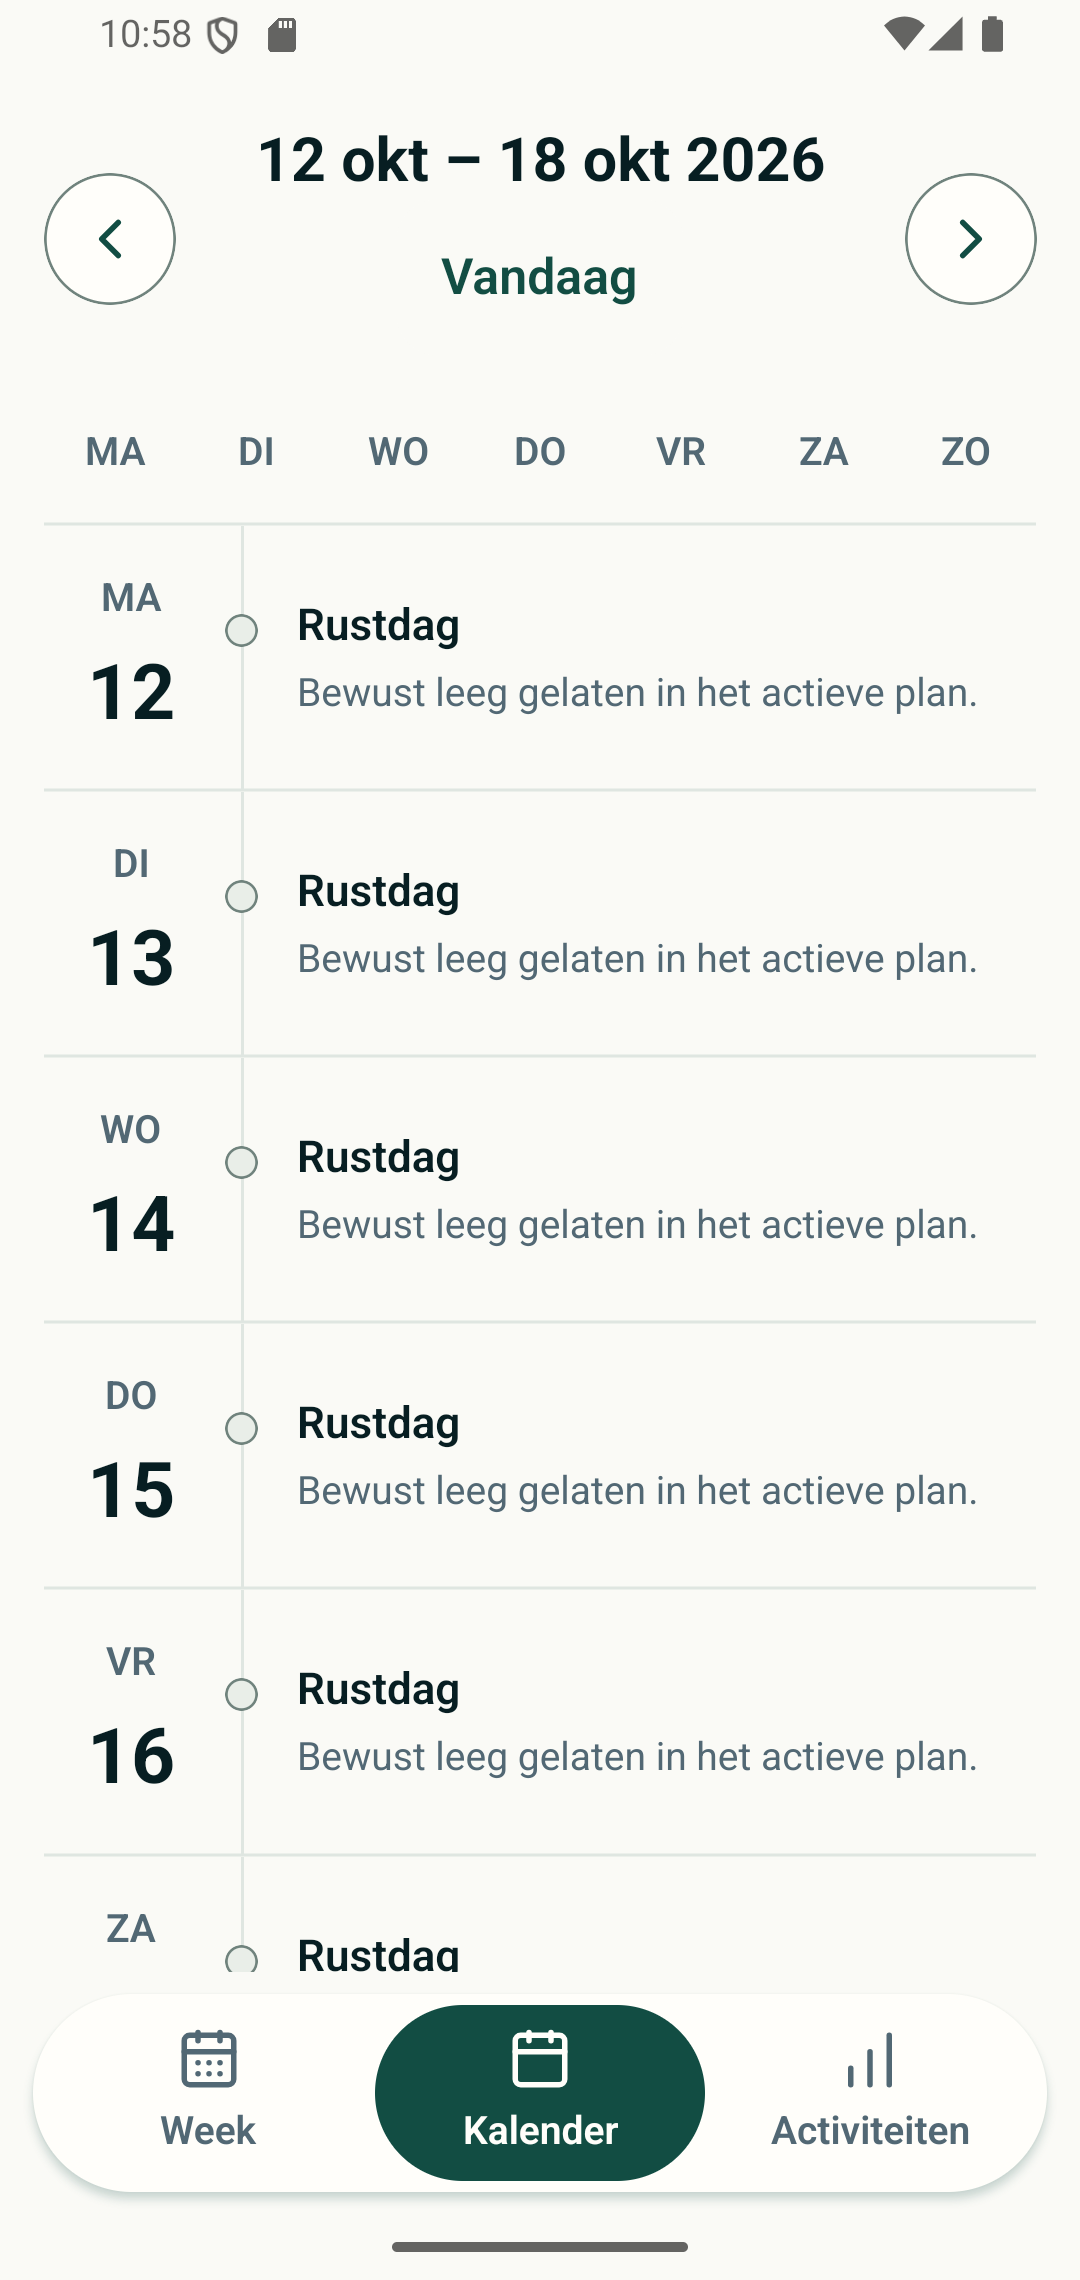 10:58
12 okt – 18 okt 2026
Vandaag
MA DI WO DO VR ZA ZO
MA
12
Rustdag
Bewust leeg gelaten in het actieve plan.
DI
13
Rustdag
Bewust leeg gelaten in het actieve plan.
WO
14
Rustdag
Bewust leeg gelaten in het actieve plan.
DO
15
Rustdag
Bewust leeg gelaten in het actieve plan.
VR
16
Rustdag
Bewust leeg gelaten in het actieve plan.
ZA
Rustdag
Week Kalender Activiteiten